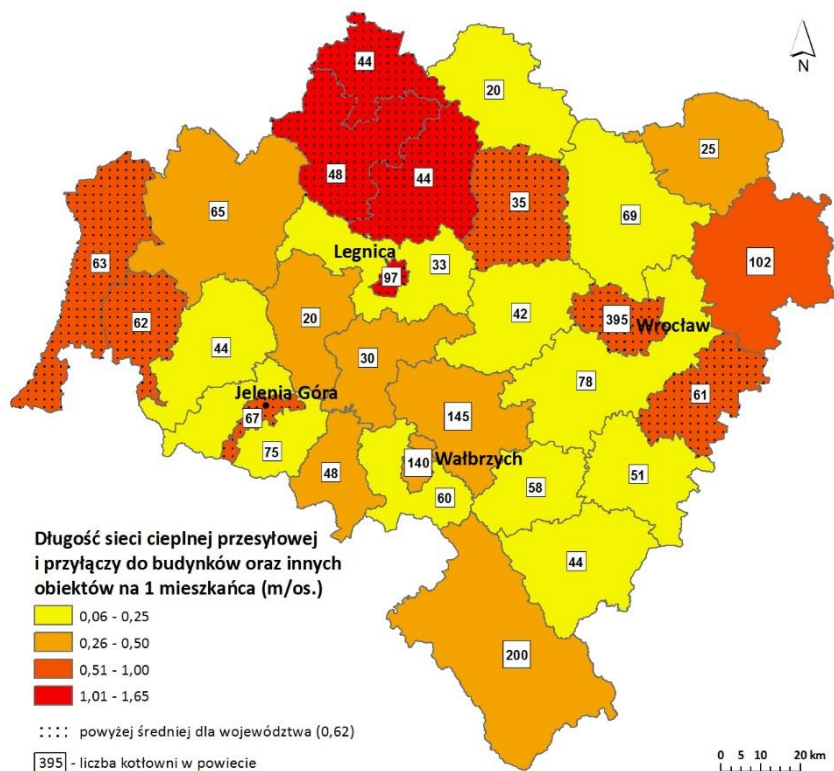 N
44
20
25
48
44
35
65
69
63
Legnica
33
102
97
62
20
42
395
Wrocław
44
30
78
Jelenia Góra
61
67
145
75
140
Wałbrzych
48
58
51
60
44
200
Długość sieci cieplnej przesyłowej
i przyłączy do budynków oraz innych
obiektów na 1 mieszkańca (m/os.)
0,06 - 0,25
0,26 - 0,50
0,51 - 1,00
1,01 - 1,65
powyżej średniej dla województwa (0,62)
395 - liczba kotłowni w powiecie
0 5 10 20 km